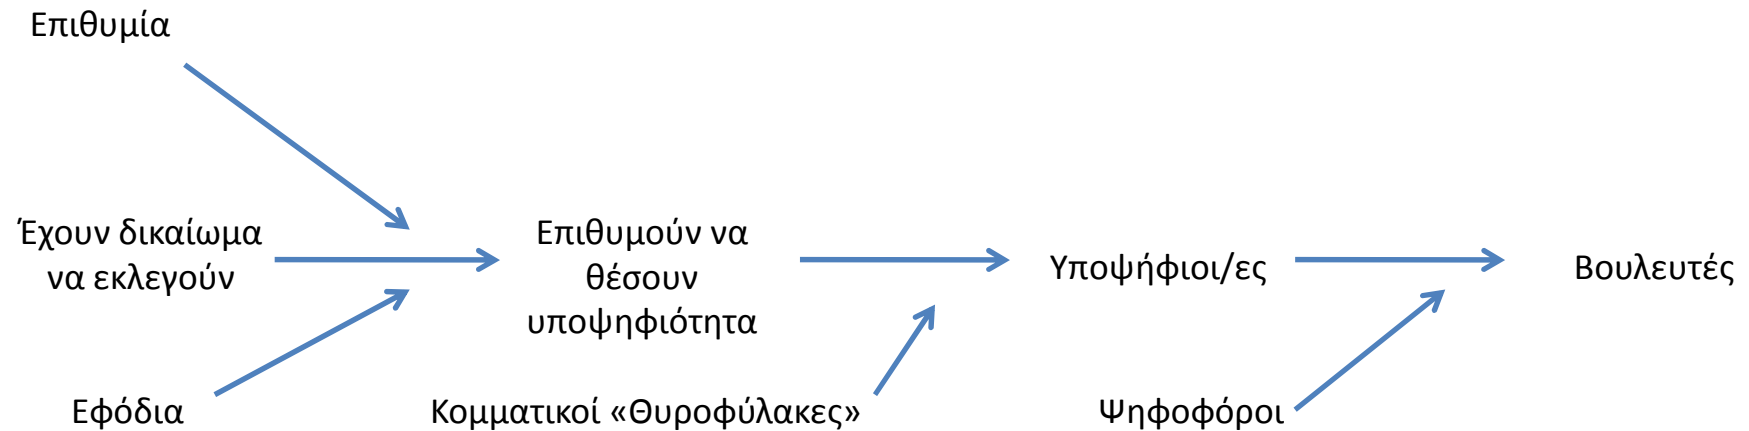 Επιθυμία
Έχουν δικαίωμα
να εκλεγούν
Επιθυμούν να
θέσουν
υποψηφιότητα
Υποψήφιοι/ες
Βουλευτές
Εφόδια
Κομματικοί «Θυροφύλακες»
Ψηφοφόροι